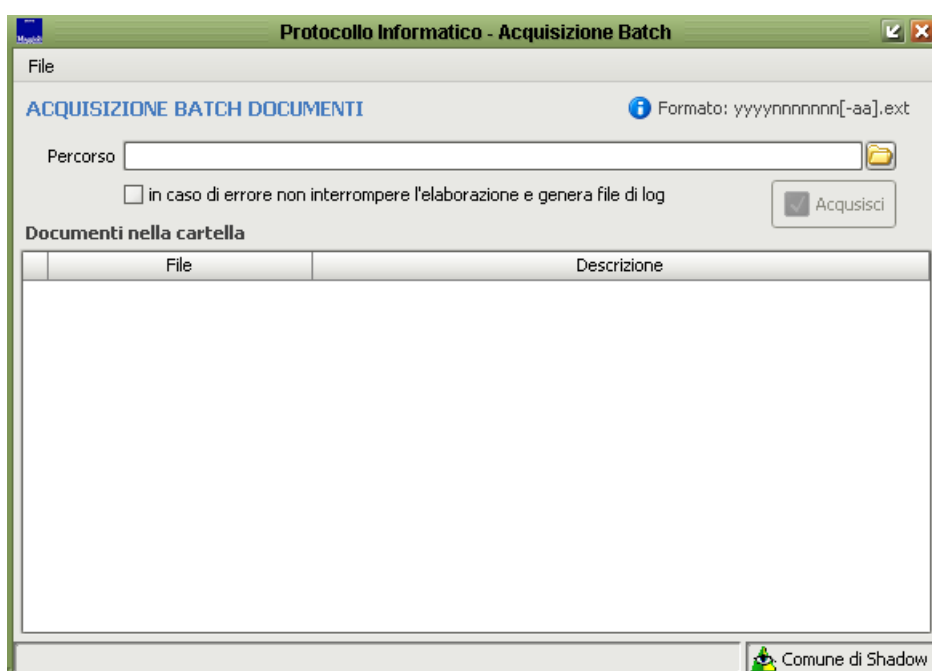 Protocollo Informatico - Acquisizione Batch
File
ACQUISIZIONE BATCH DOCUMENTI
Formato: yyyynnnnnnn[-aa].ext
Percorso
in caso di errore non interrompere l'elaborazione e genera file di log
Acqusisci
Documenti nella cartella
File Descrizione
Comune di Shadow